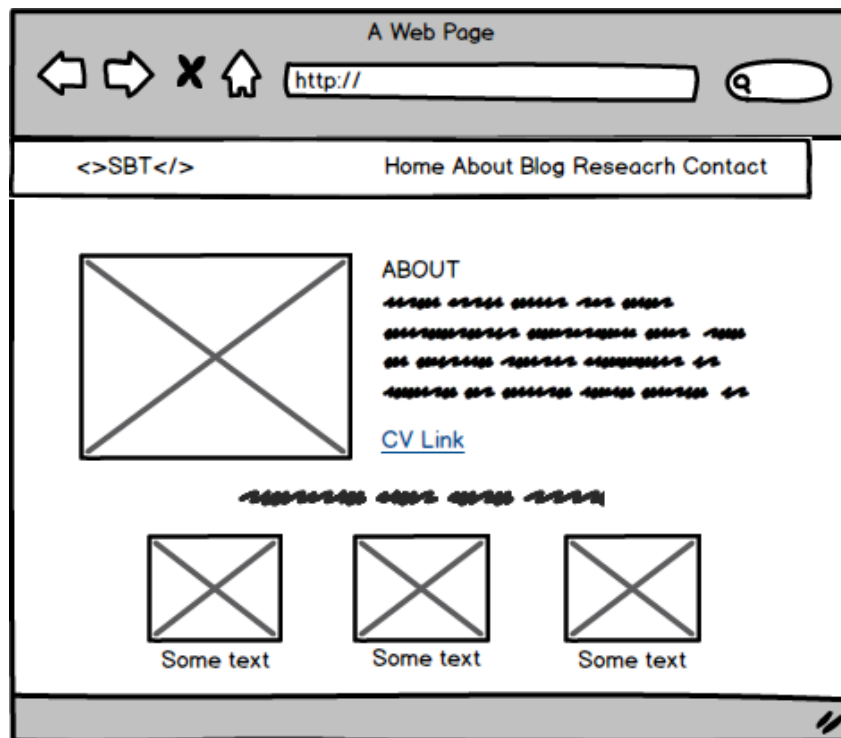 A Web Page
http://
<>SBT</> Home About Blog Reseacrh Contact
ABOUT
CV Link
Some text Some text Some text